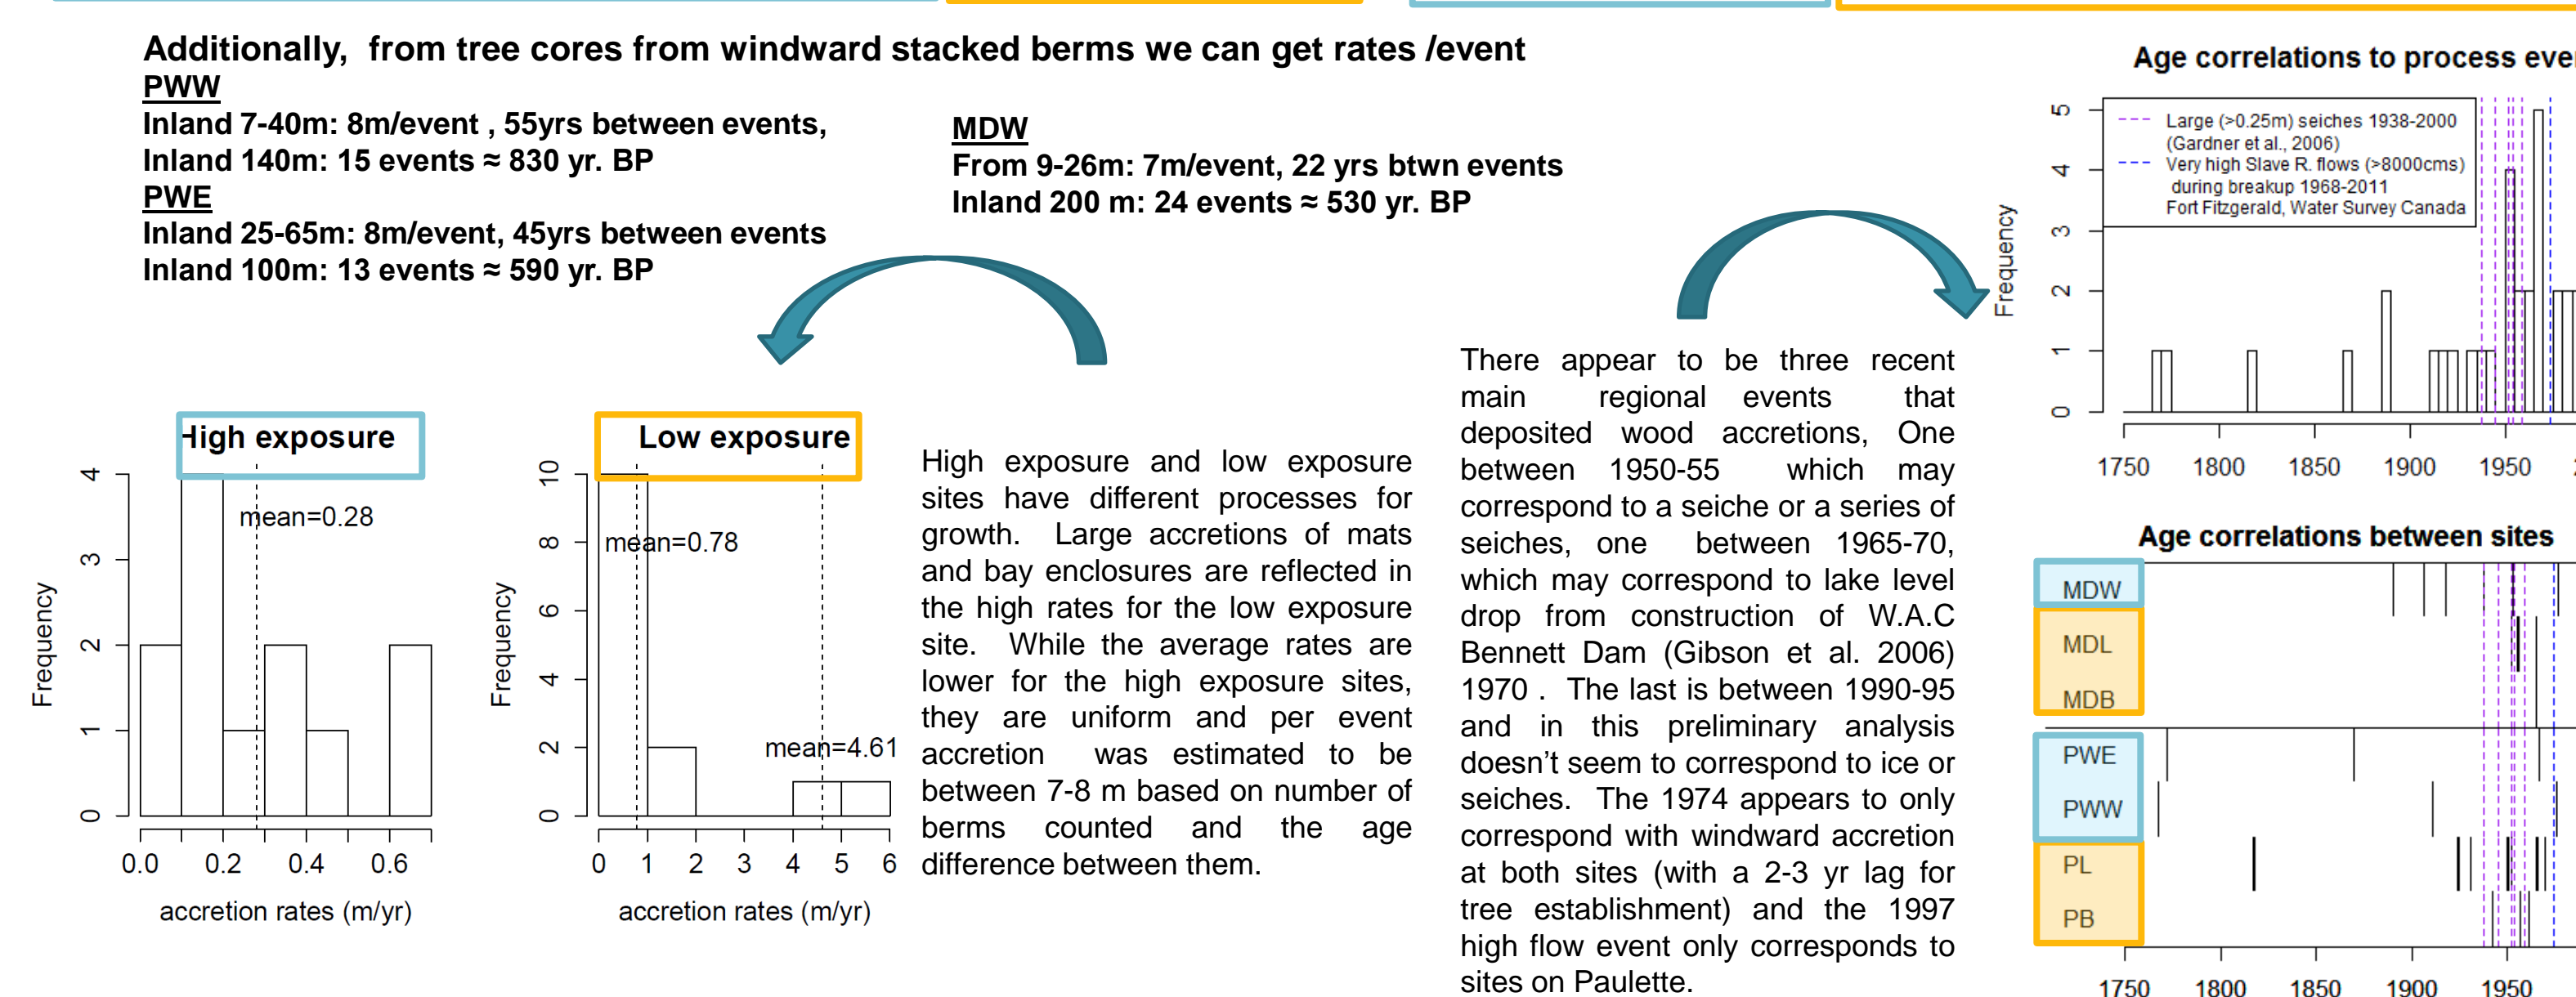 Additionally, from tree cores from windward stacked berms we can get rates /event
PWW
Inland 7-40m: 8m/event , 55yrs between events,
Inland 140m: 15 events ≈ 830 yr. BP
PWE
Inland 25-65m: 8m/event, 45yrs between events
Inland 100m: 13 events ≈ 590 yr. BP
MDW
From 9-26m: 7m/event, 22 yrs btwn events
Inland 200 m: 24 events ≈ 530 yr. BP
High exposure
Frequency
0 1 2 3 4
mean=0.28
0.0 0.2 0.4 0.6
accretion rates (m/yr)
Low exposure
Frequency
0 2 4 6 8 10
mean=0.78
mean=4.61
0 1 2 3 4 5 6
accretion rates (m/yr)
High exposure and low exposure
sites have different processes for
growth. Large accretions of mats
and bay enclosures are reflected in
the high rates for the low exposure
site. While the average rates are
lower for the high exposure sites,
they are uniform and per event
accretion was estimated to be
between 7-8 m based on number of
berms counted and the age
difference between them.
There appear to be three recent
main regional events that
deposited wood accretions, One
between 1950-55 which may
correspond to a seiche or a series of
seiches, one between 1965-70,
which may correspond to lake level
drop from construction of W.A.C
Bennett Dam (Gibson et al. 2006)
1970 . The last is between 1990-95
and in this preliminary analysis
doesn't seem to correspond to ice or
seiches. The 1974 appears to only
correspond with windward accretion
at both sites (with a 2-3 yr lag for
tree establishment) and the 1997
high flow event only corresponds to
sites on Paulette.
Age correlations to process eve
Large (>0.25m) seiches 1938-2000
(Gardner et al., 2006)
Very high Slave R. flows (>8000cms)
during breakup 1968-2011
Fort Fitzgerald, Water Survey Canada
Frequency
0 1 2 3 4 5
1750 1800 1850 1900 1950
Age correlations between sites
MDW
MDL
MDB
PWE
PWW
PL
PB
1750 1800 1850 1900 1950